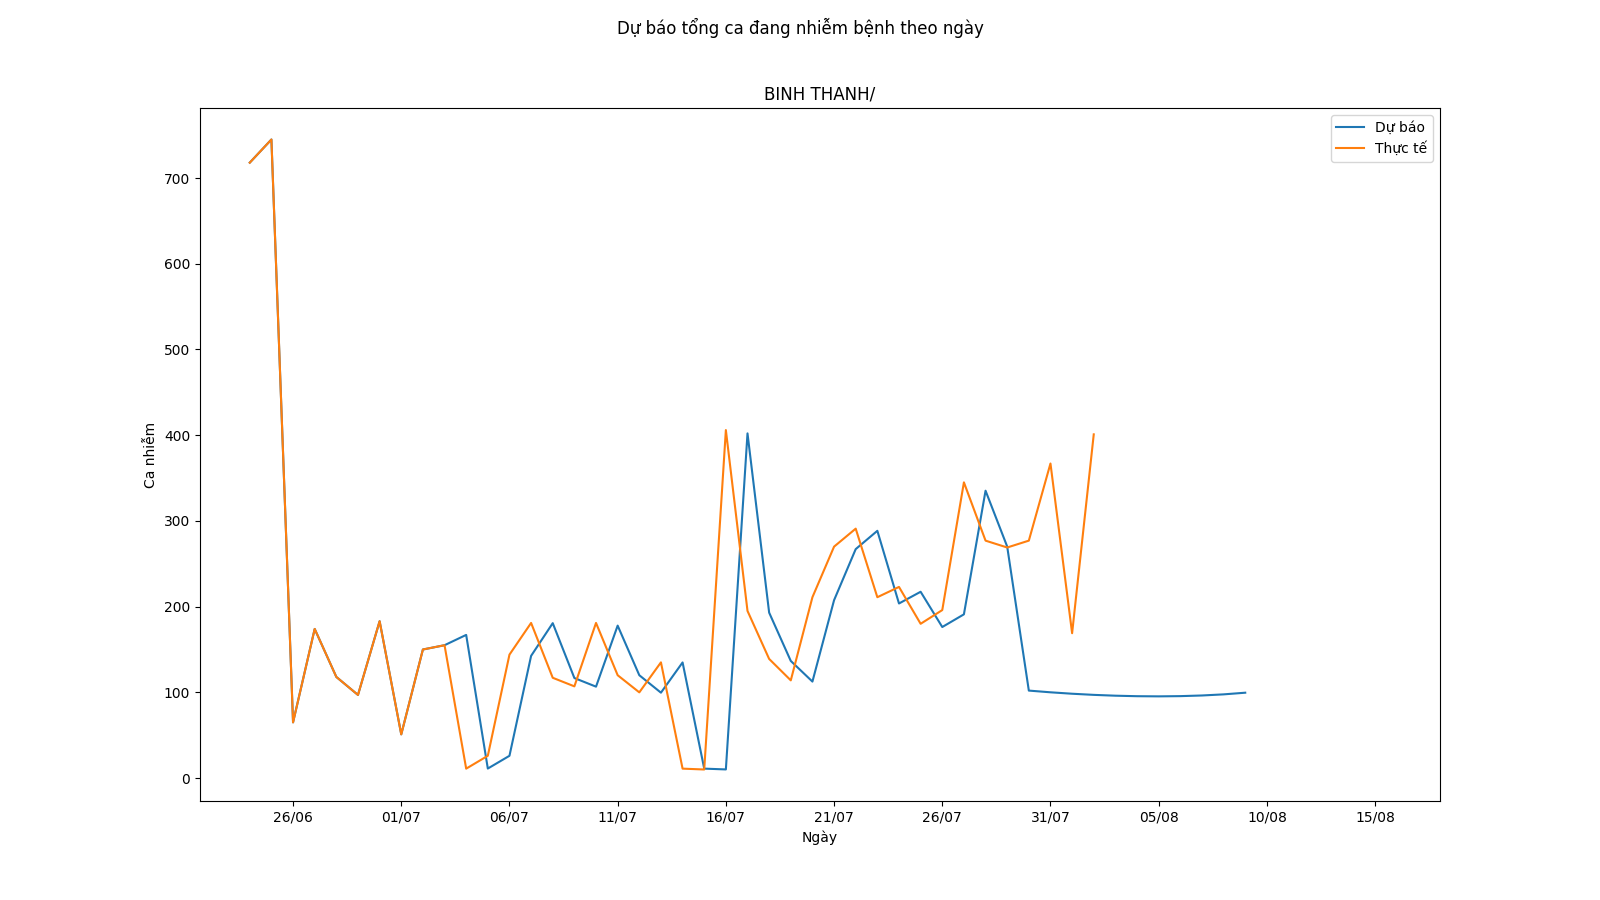 Dự báo tổng ca đang nhiễm bệnh theo ngày
BINH THANH/
Dự báo
Thực tế
700
600
500
400
300
200
100
0
Ca nhiễm
26/06 01/07 06/07 11/07 16/07 21/07 26/07 31/07 05/08 10/08 15/08
Ngày